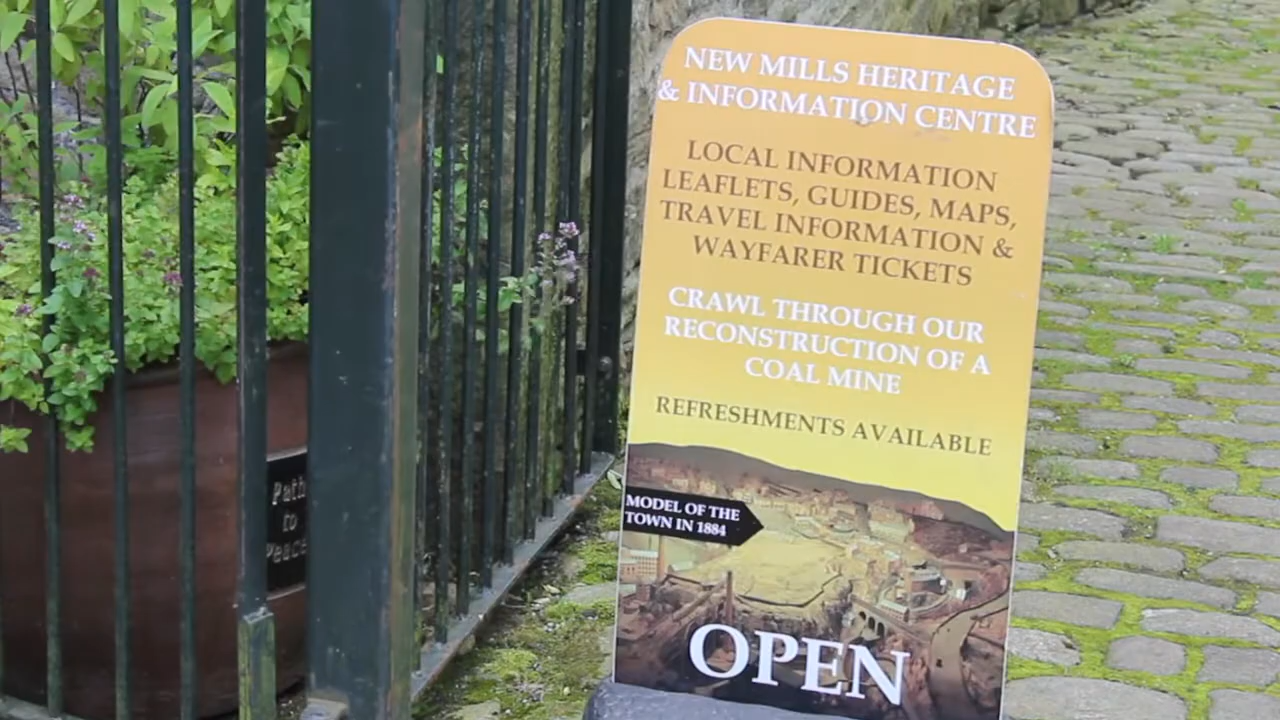 NEW MILLS HERITAGE
& INFORMATION CENTRE
LOCAL INFORMATION
LEAFLETS, GUIDES, MAPS,
TRAVEL INFORMATION &
WAYFARER TICKETS
CRAWL THROUGH OUR
RECONSTRUCTION OF A
COAL MINE
REFRESHMENTS AVAILABLE
MODEL OF THE
TOWN IN 1884
OPEN
Path
to
Peace